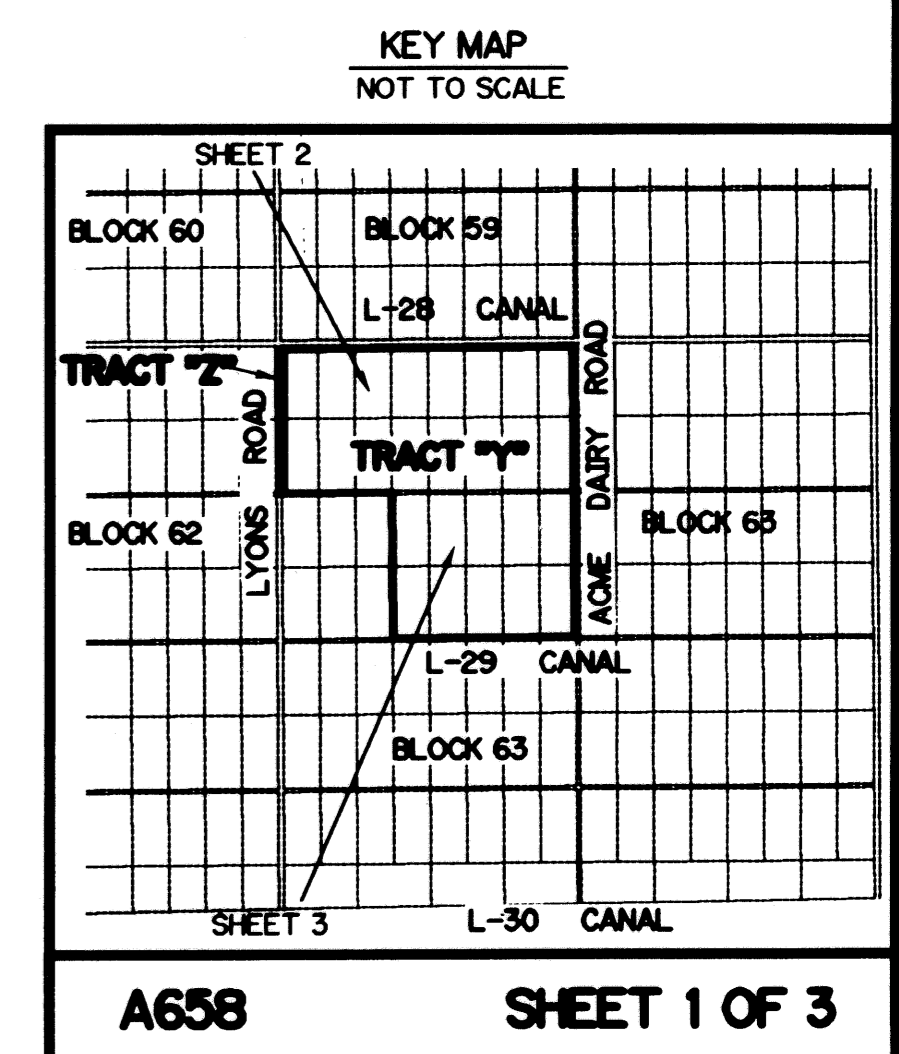 KEY MAP
NOT TO SCALE
SHEET 2
BLOCK 60
BLOCK 59
L-28 CANAL
TRACT "Z"
LYONS ROAD
TRACT "Y"
ACME DAIRY ROAD
BLOCK 62
BLOCK 63
L-29 CANAL
BLOCK 63
SHEET 3
L-30 CANAL
A658
SHEET 1 OF 3